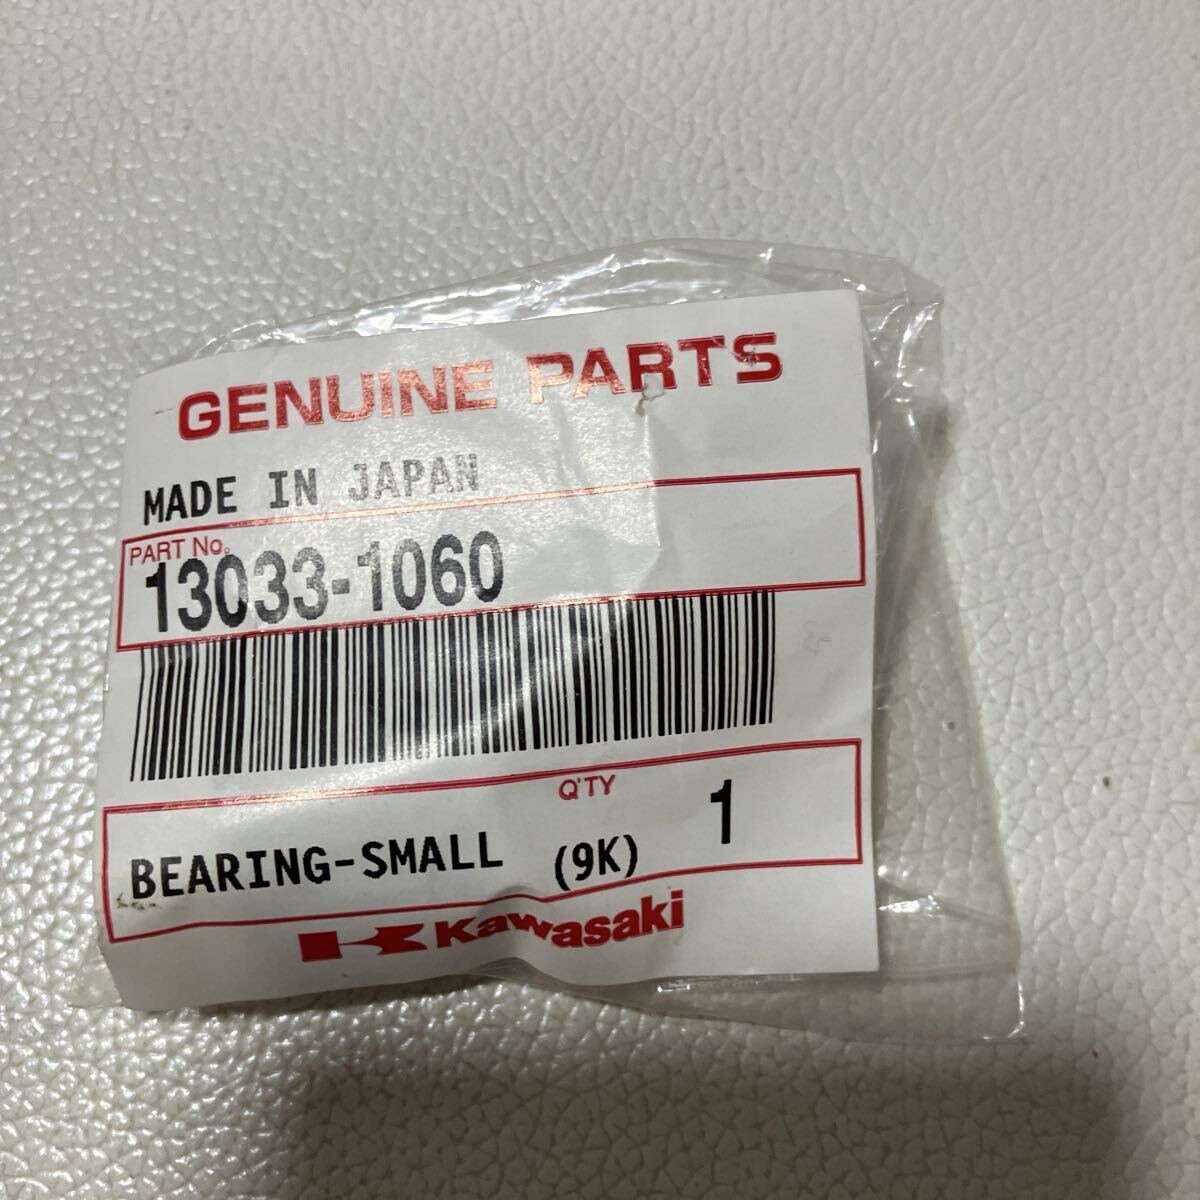 GENUINE PARTS
MADE IN JAPAN
PART No.
13033-1060
Q'TY
BEARING-SMALL (9K) 1
Kawasaki